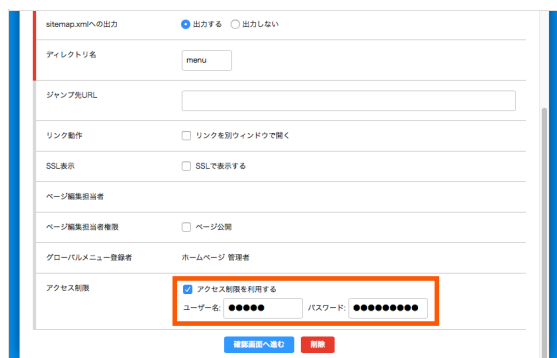 sitemap.xmlへの出力 出力する 出力しない
ディレクトリ名 menu
ジャンプ先URL
リンク動作 リンクを別ウィンドウで開く
SSL表示 SSLで表示する
ページ編集担当者
ページ編集担当者権限 ページ公開
グローバルメニュー登録者 ホームページ 管理者
アクセス制限 アクセス制限を利用する
ユーザー名: ●●●●● パスワード: ●●●●●●●●●
確認画面へ進む 削除